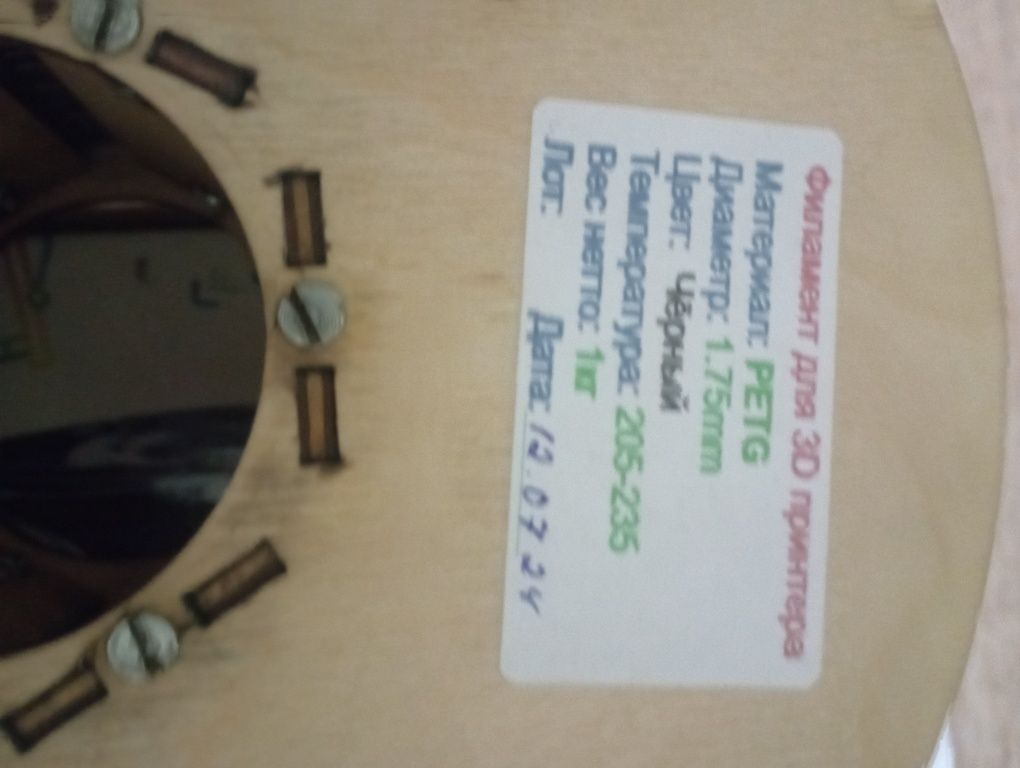 Филамент для 3D принтера
Материал: PETG
Диаметр: 1.75mm
Цвет: чёрный
Температура: 205-235
Вес нетто: 1кг
Лот: Дата: 12.07.24